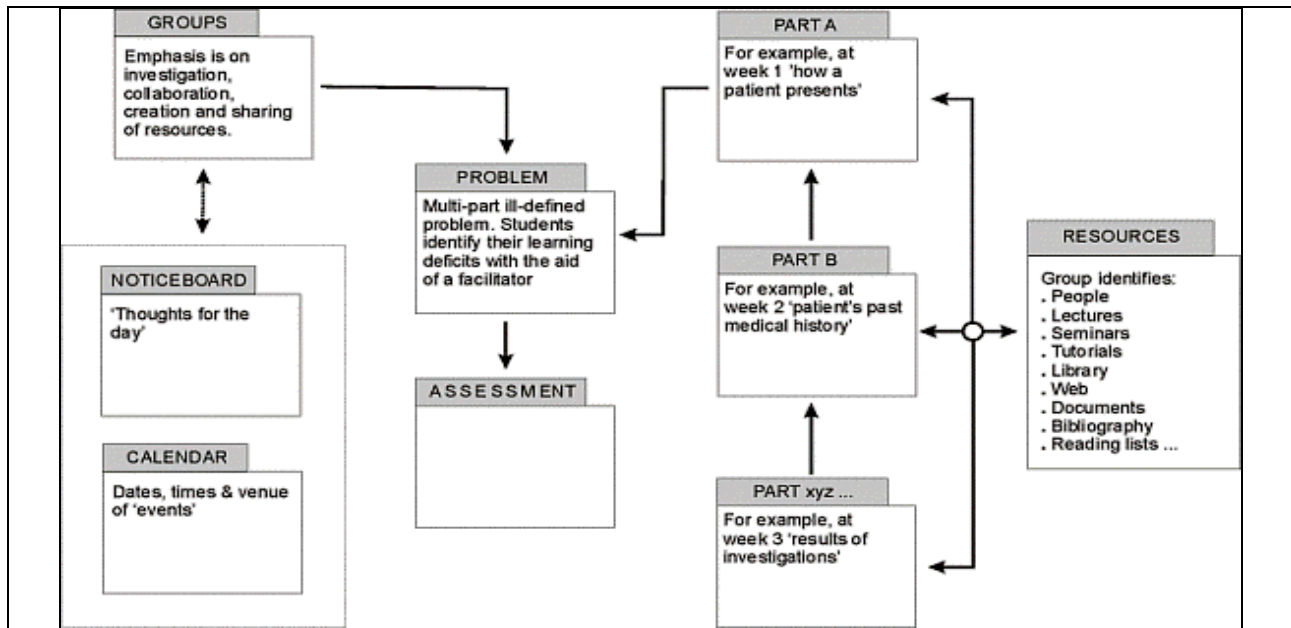 GROUPS
Emphasis is on
investigation,
collaboration,
creation and sharing
of resources.
NOTICEBOARD
‘Thoughts for the
day’
CALENDAR
Dates, times & venue
of ‘events’
PROBLEM
Multi-part ill-defined
problem. Students
identify their learning
deficits with the aid
of a facilitator
ASSESSMENT
PART A
For example, at
week 1 'how a
patient presents’
PART B
For example, at
week 2 ‘patient's past
medical history’
PART xyz ...
For example, at
week 3 ‘results of
investigations’
RESOURCES
Group identifies:
. People
. Lectures
. Seminars
. Tutorials
. Library
. Web
. Documents
. Bibliography
. Reading lists ...